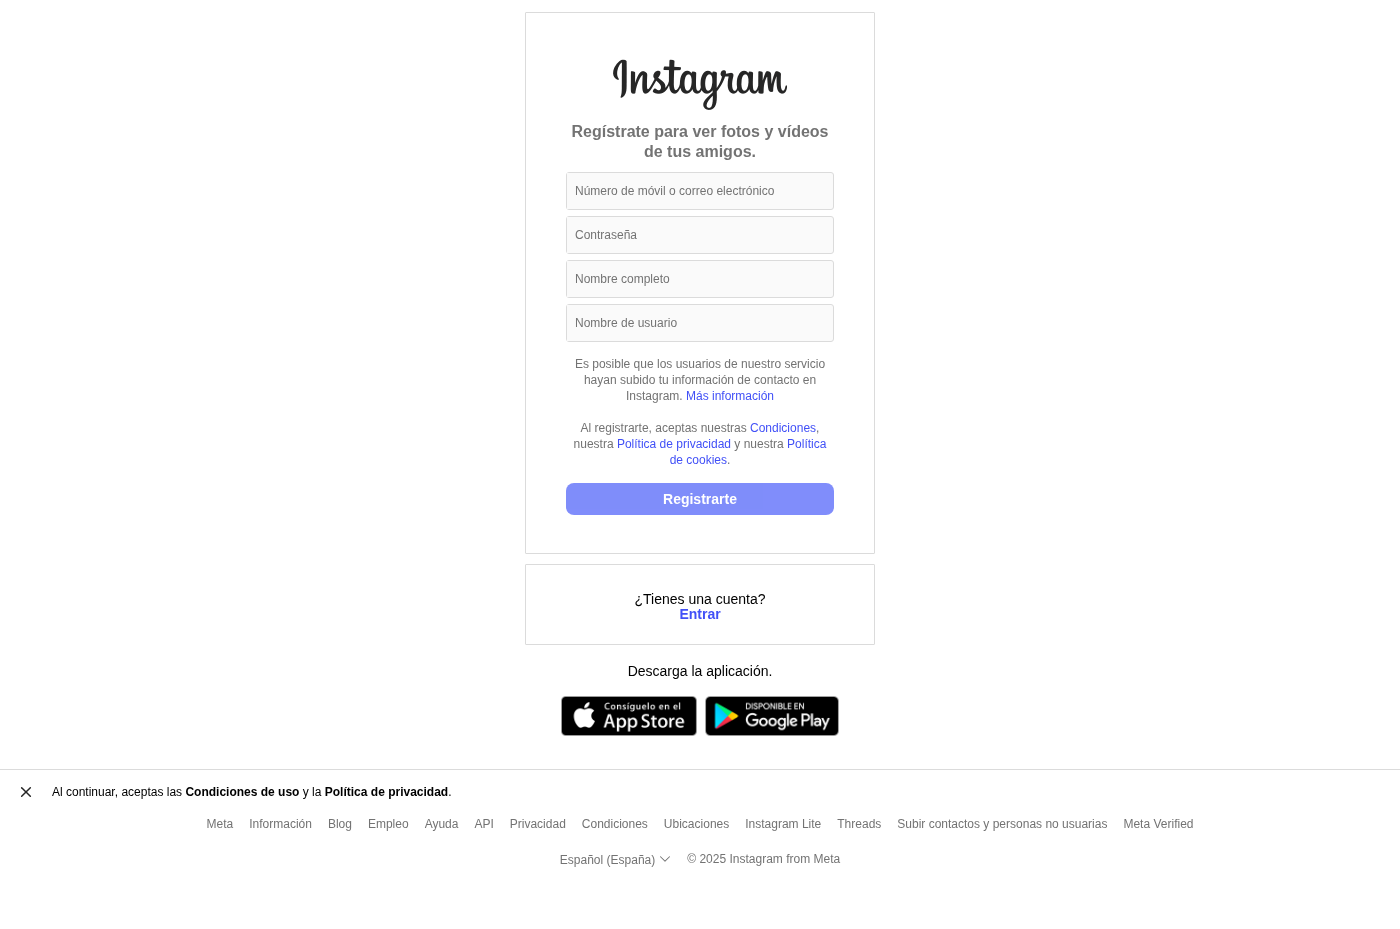 Instagram
Regístrate para ver fotos y vídeos
de tus amigos.
Número de móvil o correo electrónico
Contraseña
Nombre completo
Nombre de usuario
Es posible que los usuarios de nuestro servicio
hayan subido tu información de contacto en
Instagram. Más información
Al registrarte, aceptas nuestras Condiciones,
nuestra Política de privacidad y nuestra Política
de cookies.
Registrarte
¿Tienes una cuenta?
Entrar
Descarga la aplicación.
Consíguelo en el
App Store
DISPONIBLE EN
Google Play
Al continuar, aceptas las Condiciones de uso y la Política de privacidad.
Meta Información Blog Empleo Ayuda API Privacidad Condiciones Ubicaciones Instagram Lite Threads Subir contactos y personas no usuarias Meta Verified
Español (España) © 2025 Instagram from Meta